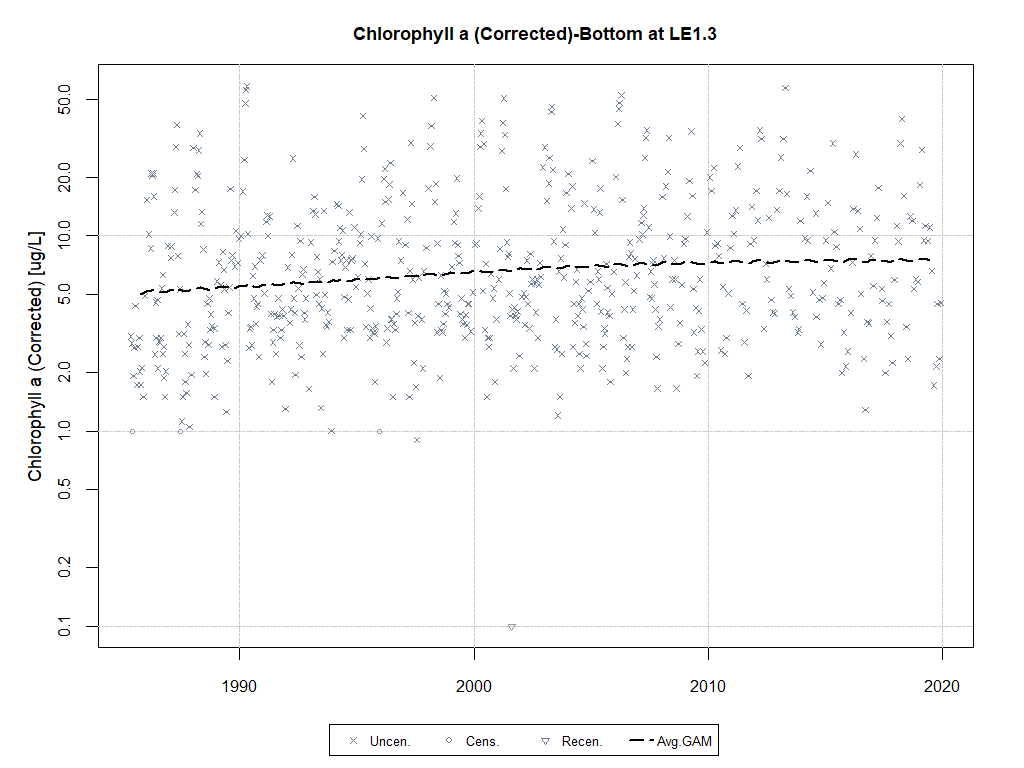 Chlorophyll a (Corrected)-Bottom at LE1.3
Chlorophyll a (Corrected) [ug/L]
50.0
20.0
10.0
5.0
2.0
1.0
0.5
0.2
0.1
1990 2000 2010 2020
Uncen. Cens. Recen. Avg.GAM